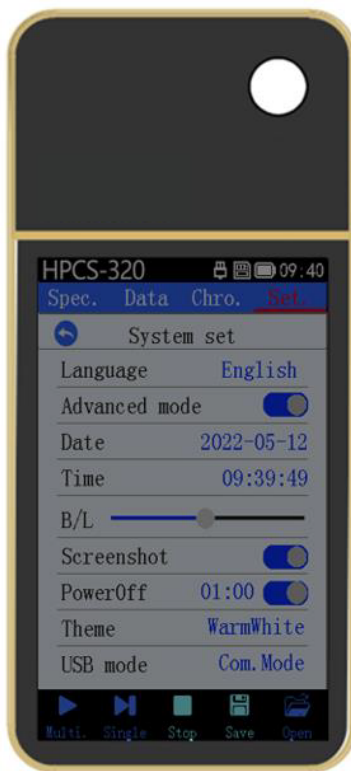 HPCS-320 09:40
Spec. Data Chro. Set.
System set
Language English
Advanced mode
Date 2022-05-12
Time 09:39:49
B/L
Screenshot
PowerOff 01:00
Theme WarmWhite
USB mode Com.Mode
Multi. Single Stop Save Open